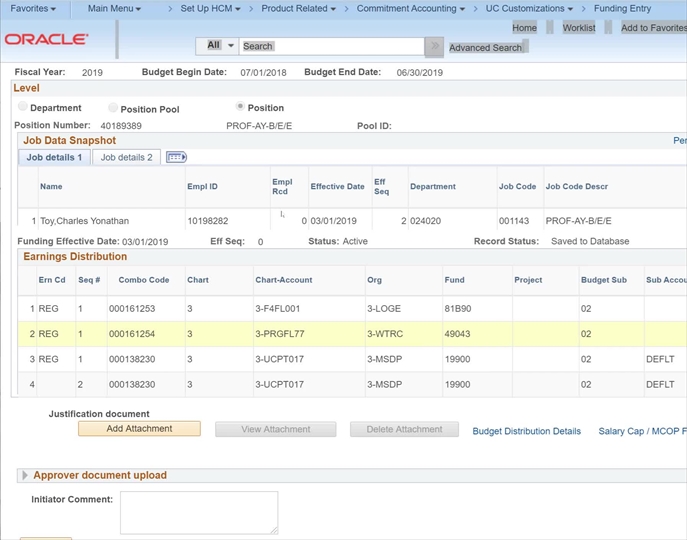 Favorites Main Menu Set Up HCM Product Related Commitment Accounting UC Customizations Funding Entry
Home Worklist Add to Favorites
ORACLE
All Search Advanced Search
Fiscal Year: 2019 Budget Begin Date: 07/01/2018 Budget End Date: 06/30/2019
Level
Department Position Pool Position
Position Number: 40189389 PROF-AY-B/E/E Pool ID:
Job Data Snapshot Per
Job details 1 Job details 2
Name Empl ID Empl Rcd Effective Date Eff Seq Department Job Code Job Code Descr
1 Toy,Charles Yonathan 10198282 0 03/01/2019 2 024020 001143 PROF-AY-B/E/E
Funding Effective Date: 03/01/2019 Eff Seq: 0 Status: Active Record Status: Saved to Database
Earnings Distribution
Ern Cd Seq # Combo Code Chart Chart-Account Org Fund Project Budget Sub Sub Accou
1 REG 1 000161253 3 3-F4FL001 3-LOGE 81B90 02
2 REG 1 000161254 3 3-PRGFL77 3-WTRC 49043 02
3 REG 1 000138230 3 3-UCPT017 3-MSDP 19900 02 DEFLT
4 2 000138230 3 3-UCPT017 3-MSDP 19900 02 DEFLT
Justification document
Add Attachment View Attachment Delete Attachment Budget Distribution Details Salary Cap / MCOP F
Approver document upload
Initiator Comment: